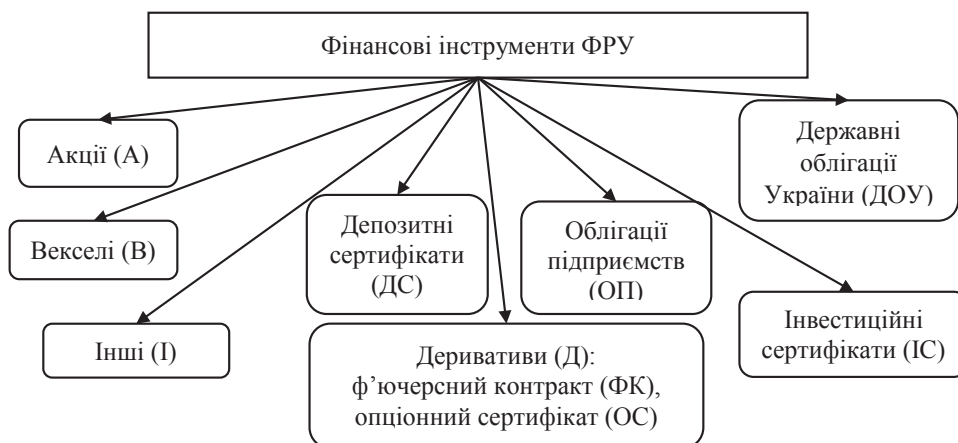 Фінансові інструменти ФРУ
Акції (А)
Державні
облігації
України (ДОУ)
Векселі (В)
Депозитні
сертифікати
(ДС)
Облігації
підприємств
(ОП)
Інші (І)
Деривативи (Д):
ф’ючерсний контракт (ФК),
опціонний сертифікат (ОС)
Інвестиційні
сертифікати (ІС)